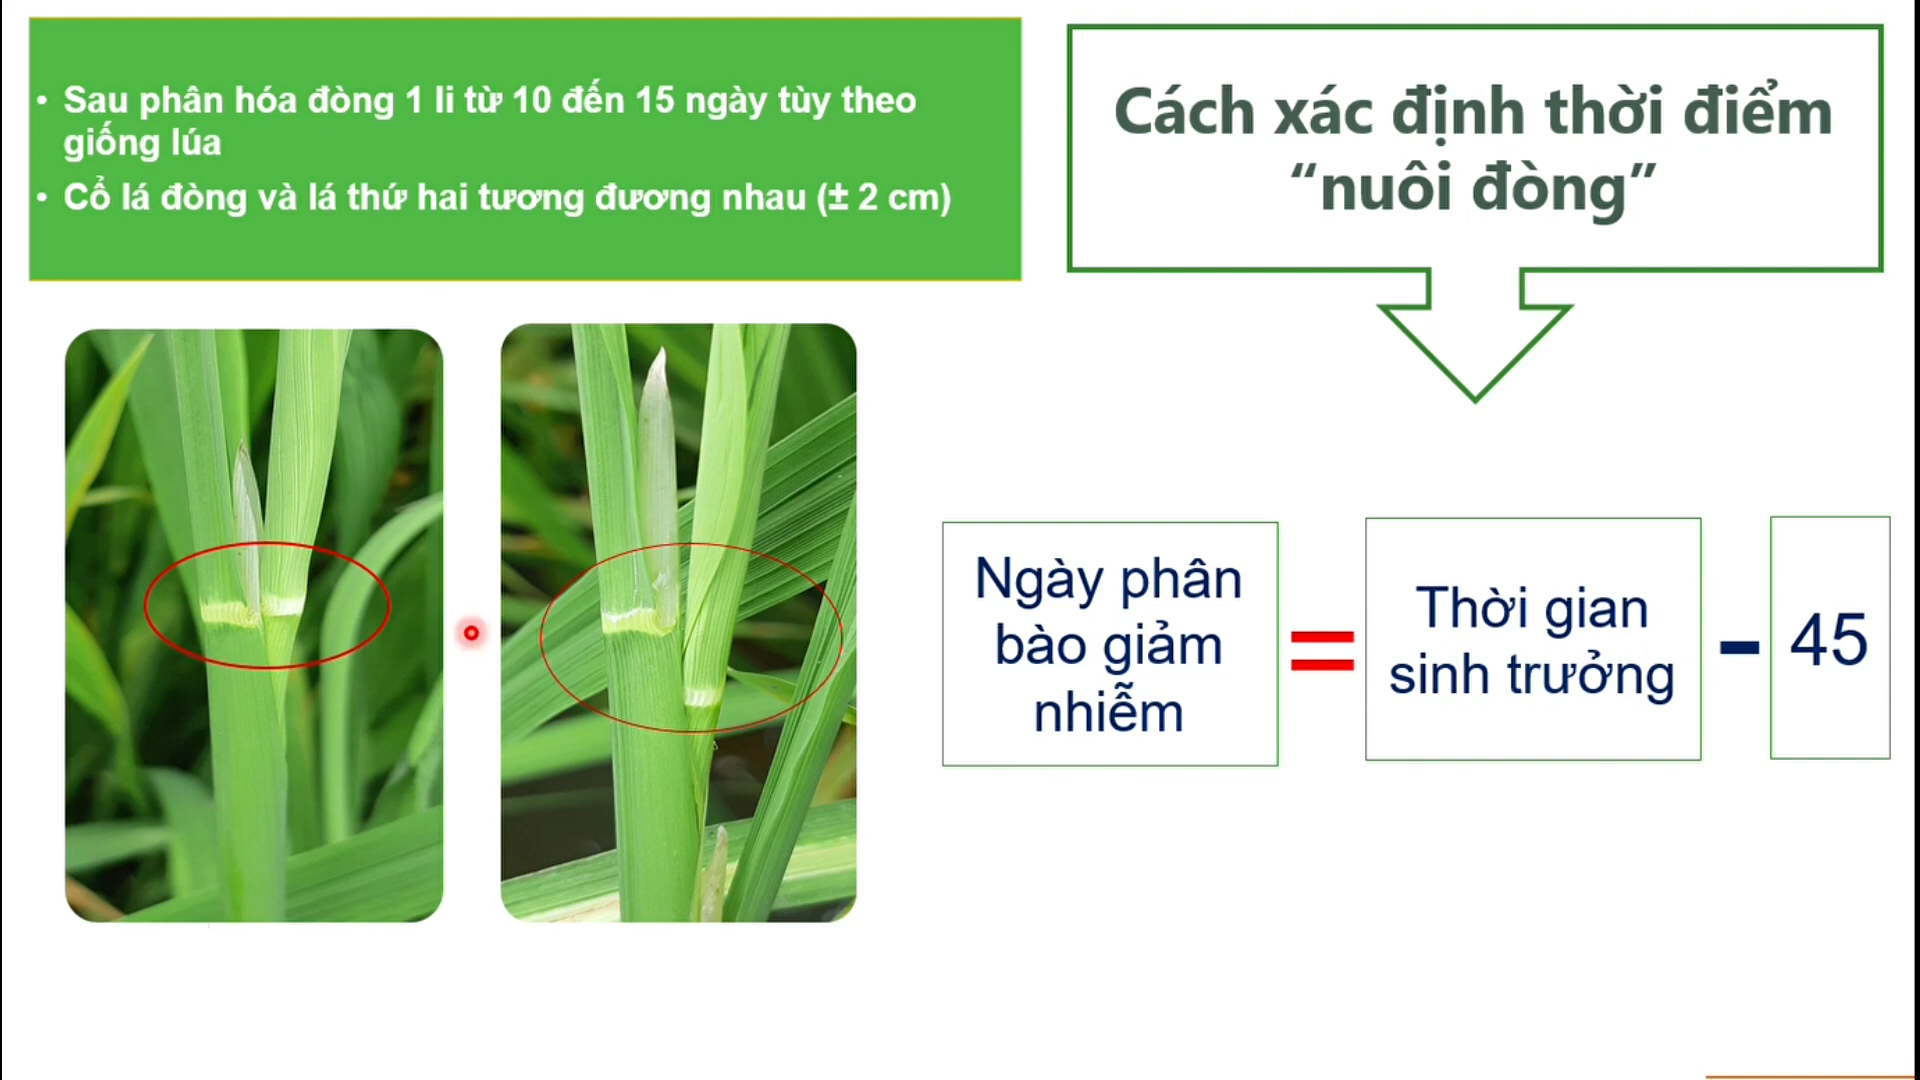 • Sau phân hóa đòng 1 li từ 10 đến 15 ngày tùy theo
giống lúa
• Cổ lá đòng và lá thứ hai tương đương nhau (± 2 cm)
Cách xác định thời điểm
“nuôi đòng”
Ngày phân
bào giảm
nhiễm
=
Thời gian
sinh trưởng
-
45